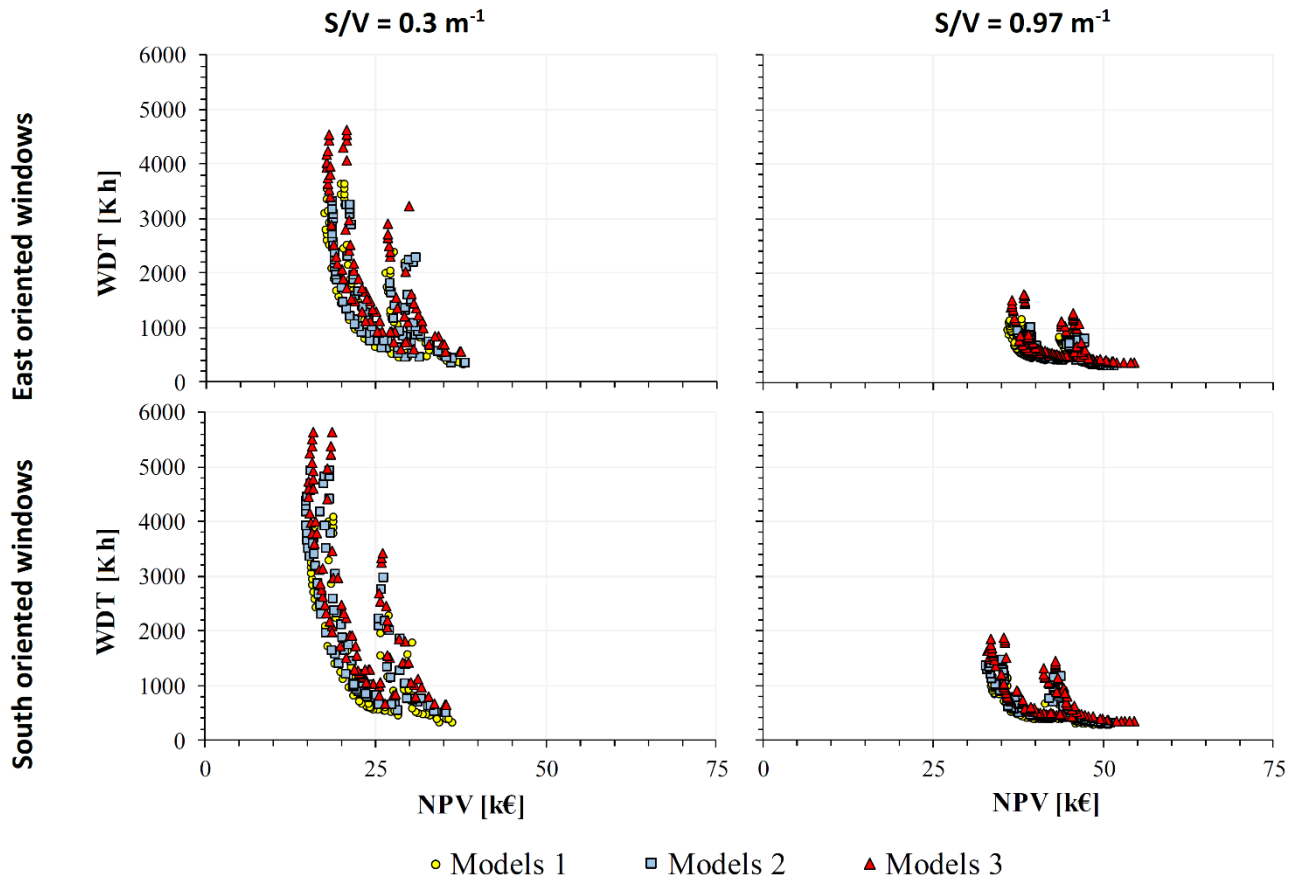 S/V = 0.3 m⁻¹
S/V = 0.97 m⁻¹
East oriented windows
WDT [K h]
6000
5000
4000
3000
2000
1000
0
WDT [K h]
South oriented windows
WDT [K h]
6000
5000
4000
3000
2000
1000
0
0
25
50
75
NPV [k€]
WDT [K h]
0
25
50
75
NPV [k€]
Models 1
Models 2
Models 3